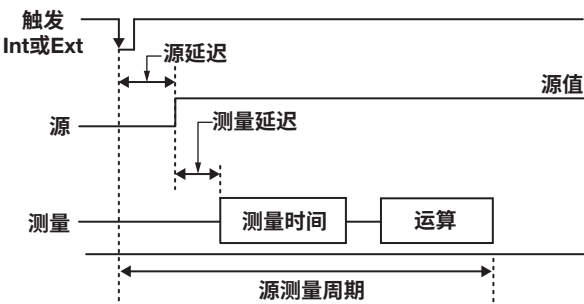 触发
Int或Ext
源延迟
源值
源
测量延迟
测量
测量时间
运算
源测量周期